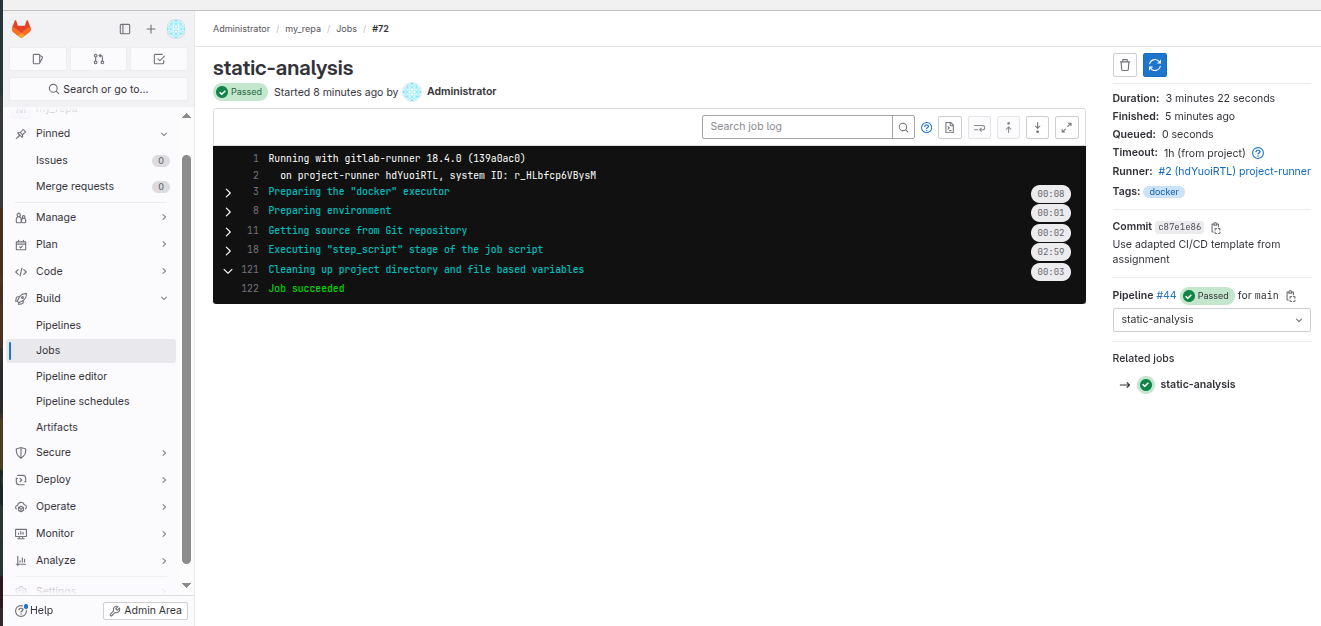 Administrator / my_repa / Jobs / #72
Search or go to...
my_repa
Pinned
Issues 0
Merge requests 0
Manage
Plan
Code
Build
Pipelines
Jobs
Pipeline editor
Pipeline schedules
Artifacts
Secure
Deploy
Operate
Monitor
Analyze
Settings
Help
Admin Area
static-analysis
Passed Started 8 minutes ago by Administrator
Search job log
1 Running with gitlab-runner 18.4.0 (139a0ac0)
2 on project-runner hdYuoiRTL, system ID: r_HLbfcp6VBysM
3 Preparing the "docker" executor 00:08
8 Preparing environment 00:01
11 Getting source from Git repository 00:02
18 Executing "step_script" stage of the job script 02:59
121 Cleaning up project directory and file based variables 00:03
122 Job succeeded
Duration: 3 minutes 22 seconds
Finished: 5 minutes ago
Queued: 0 seconds
Timeout: 1h (from project)
Runner: #2 (hdYuoiRTL) project-runner
Tags: docker
Commit c87e1e86
Use adapted CI/CD template from
assignment
Pipeline #44 Passed for main
static-analysis
Related jobs
→ static-analysis